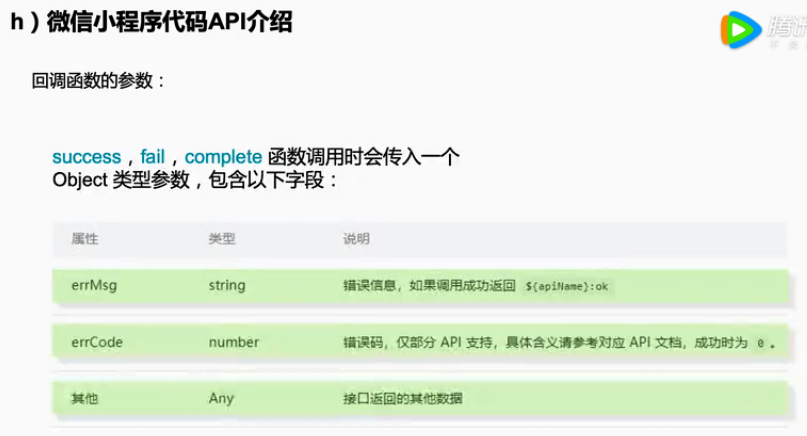 h）微信小程序代码API介绍
腾讯
回调函数的参数：
success，fail，complete 函数调用时会传入一个
Object 类型参数，包含以下字段：
属性 类型 说明
errMsg string 错误信息，如果调用成功返回 ${apiName}:ok
errCode number 错误码，仅部分 API 支持，具体含义请参考对应 API 文档，成功时为 0 。
其他 Any 接口返回的其他数据